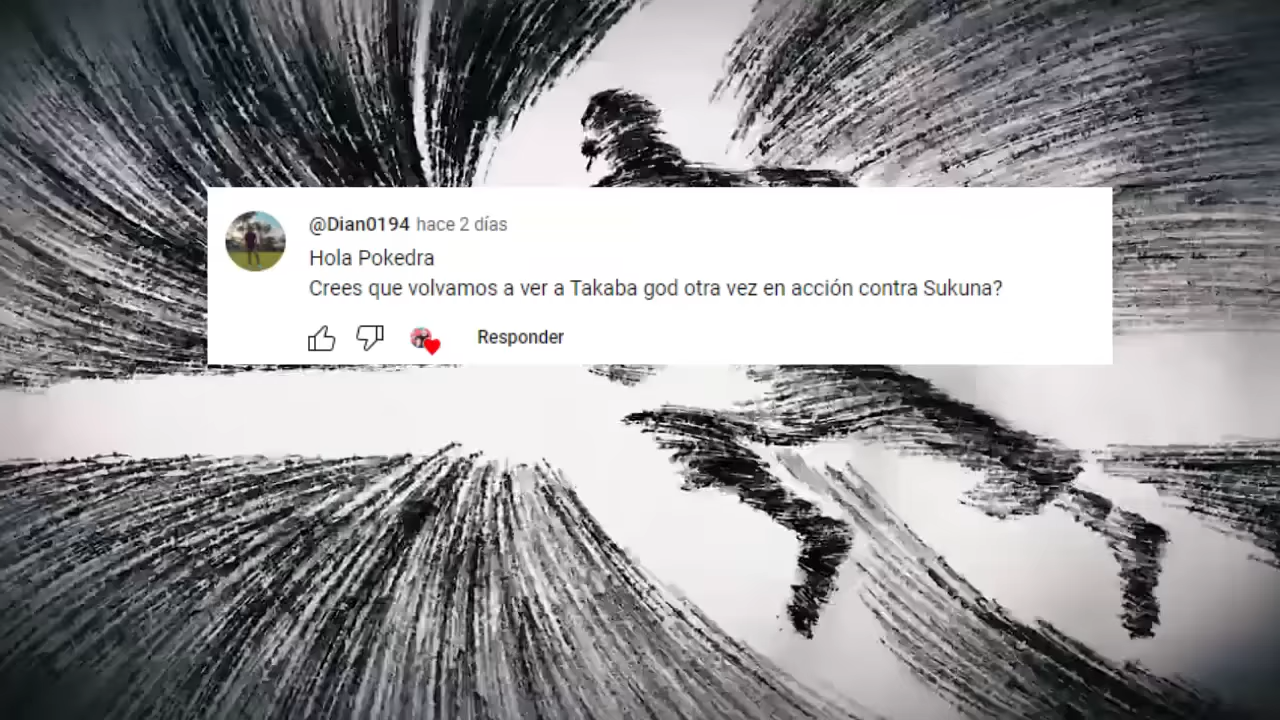 @Dian0194 hace 2 días
Hola Pokedra
Crees que volvamos a ver a Takaba god otra vez en acción contra Sukuna?
Responder